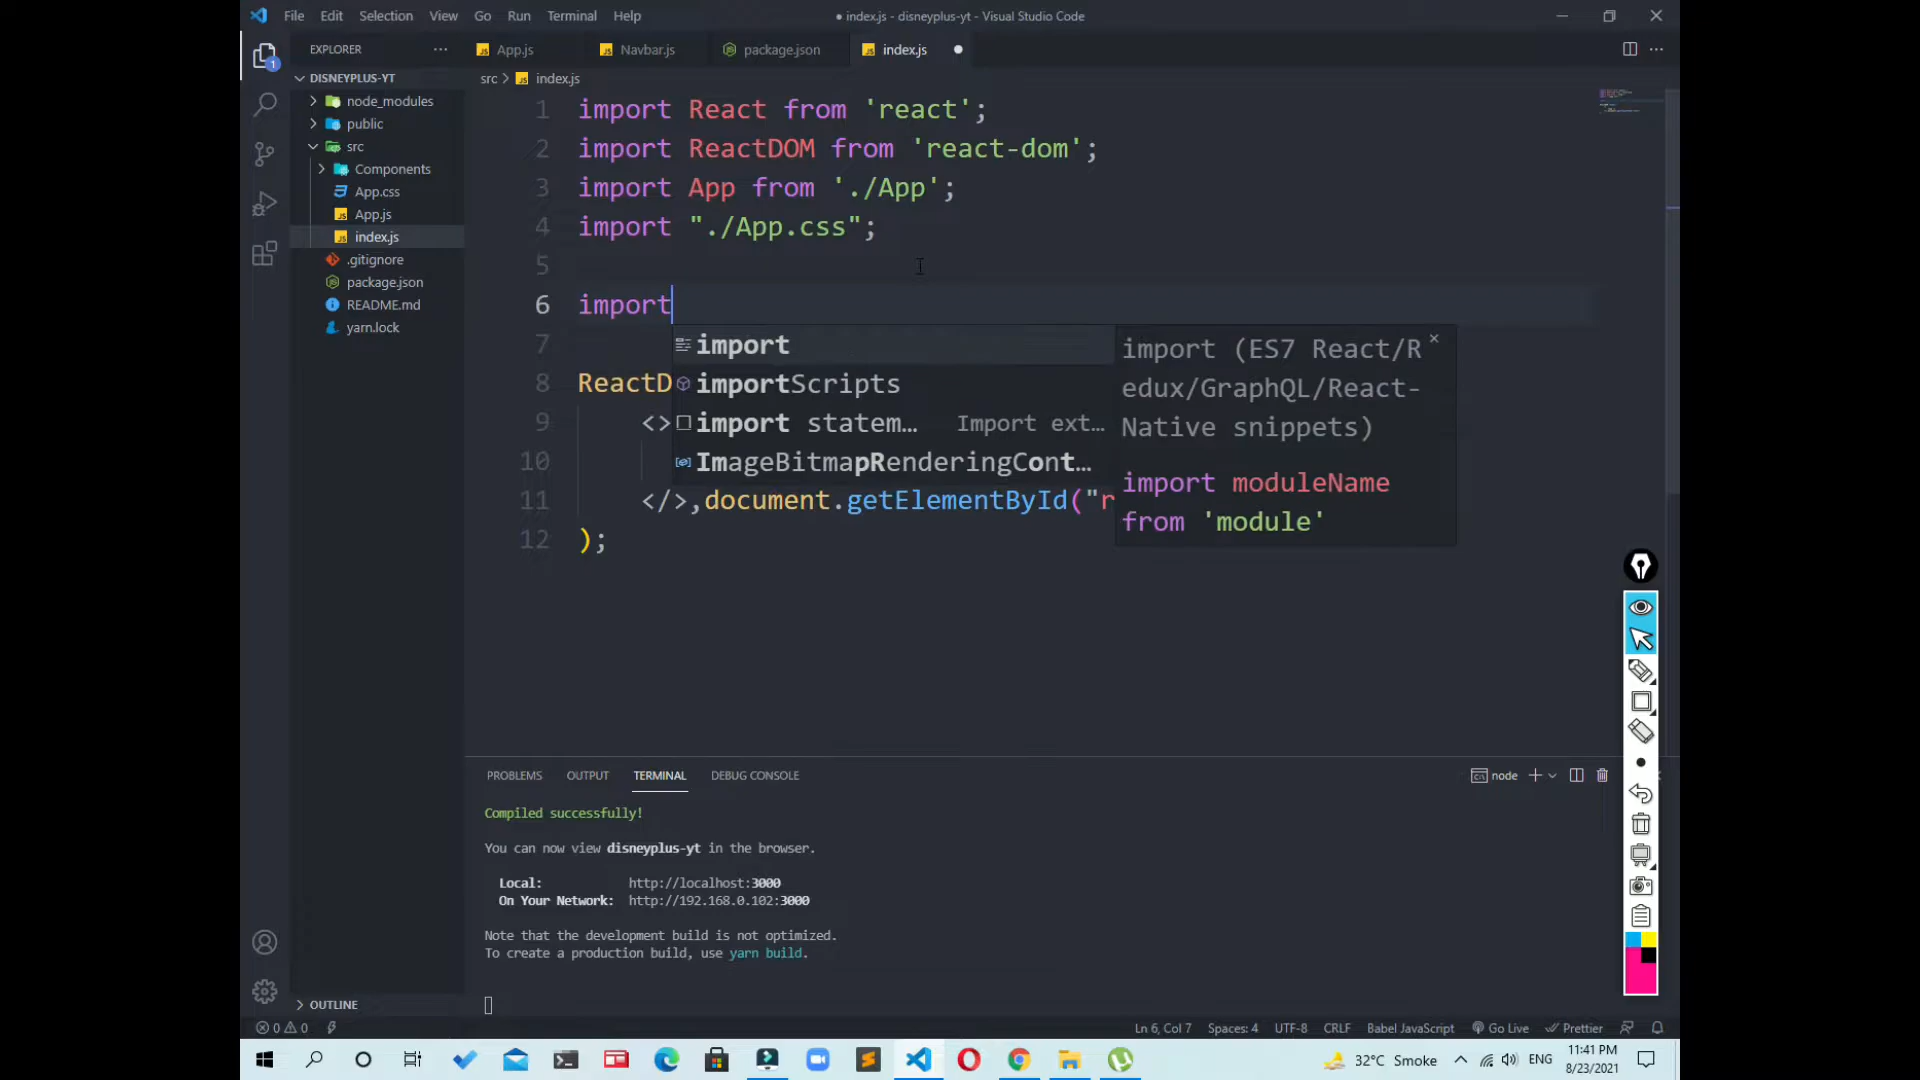 File Edit Selection View Go Run Terminal Help
● index.js - disneyplus-yt - Visual Studio Code
EXPLORER
App.js
Navbar.js
package.json
index.js
DISNEYPLUS-YT
src > index.js
node_modules
public
src
Components
App.css
App.js
index.js
.gitignore
package.json
README.md
yarn.lock
1 import React from 'react';
2 import ReactDOM from 'react-dom';
3 import App from './App';
4 import "./App.css";
5
6 import
7
8 ReactD
9 <>
10
11 </>,document.getElementById("r
12 );
import
importScripts
import statem… Import ext…
ImageBitmapRenderingCont…
import (ES7 React/R
edux/GraphQL/React-
Native snippets)
import moduleName
from 'module'
PROBLEMS OUTPUT TERMINAL DEBUG CONSOLE
node
Compiled successfully!
You can now view disneyplus-yt in the browser.
Local: http://localhost:3000
On Your Network: http://192.168.0.102:3000
Note that the development build is not optimized.
To create a production build, use yarn build.
OUTLINE
1
0 0
Ln 6, Col 7 Spaces: 4 UTF-8 CRLF Babel JavaScript Go Live Prettier
32°C Smoke
ENG
11:41 PM
8/23/2021